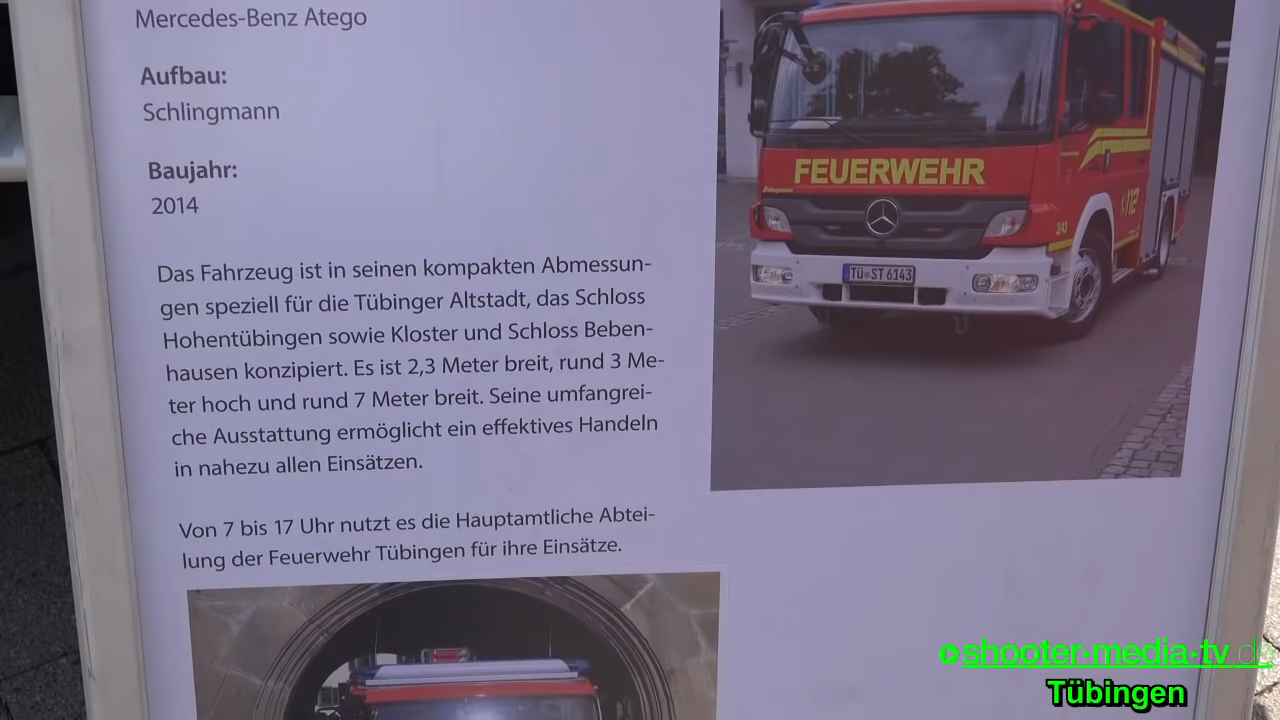 Mercedes-Benz Atego
Aufbau:
Schlingmann
Baujahr:
2014
Das Fahrzeug ist in seinen kompakten Abmessun-
gen speziell für die Tübinger Altstadt, das Schloss
Hohentübingen sowie Kloster und Schloss Beben-
hausen konzipiert. Es ist 2,3 Meter breit, rund 3 Me-
ter hoch und rund 7 Meter breit. Seine umfangrei-
che Ausstattung ermöglicht ein effektives Handeln
in nahezu allen Einsätzen.
Von 7 bis 17 Uhr nutzt es die Hauptamtliche Abtei-
lung der Feuerwehr Tübingen für ihre Einsätze.
FEUERWEHR
TÜ ST 6143
112
2/43
shooter-media-tv.de
Tübingen